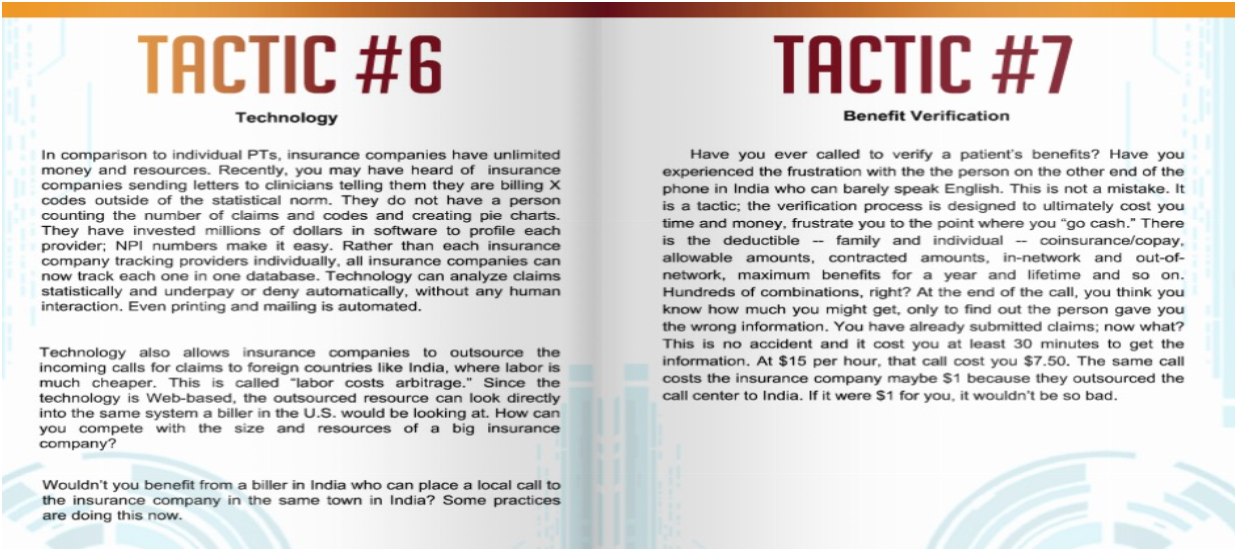 TACTIC #6
Technology
In comparison to individual PTs, insurance companies have unlimited
money and resources. Recently, you may have heard of insurance
companies sending letters to clinicians telling them they are billing X
codes outside of the statistical norm. They do not have a person
counting the number of claims and codes and creating pie charts.
They have invested millions of dollars in software to profile each
provider; NPI numbers make it easy. Rather than each insurance
company tracking providers individually, all insurance companies can
now track each one in one database. Technology can analyze claims
statistically and underpay or deny automatically, without any human
interaction. Even printing and mailing is automated.
Technology also allows insurance companies to outsource the
incoming calls for claims to foreign countries like India, where labor is
much cheaper. This is called "labor costs arbitrage." Since the
technology is Web-based, the outsourced resource can look directly
into the same system a biller in the U.S. would be looking at. How can
you compete with the size and resources of a big insurance
company?
Wouldn't you benefit from a biller in India who can place a local call to
the insurance company in the same town in India? Some practices
are doing this now.
TACTIC #7
Benefit Verification
Have you ever called to verify a patient's benefits? Have you
experienced the frustration with the the person on the other end of the
phone in India who can barely speak English. This is not a mistake. It
is a tactic; the verification process is designed to ultimately cost you
time and money, frustrate you to the point where you "go cash." There
is the deductible -- family and individual -- coinsurance/copay,
allowable amounts, contracted amounts, in-network and out-of-
network, maximum benefits for a year and lifetime and so on.
Hundreds of combinations, right? At the end of the call, you think you
know how much you might get, only to find out the person gave you
the wrong information. You have already submitted claims; now what?
This is no accident and it cost you at least 30 minutes to get the
information. At $15 per hour, that call cost you $7.50. The same call
costs the insurance company maybe $1 because they outsourced the
call center to India. If it were $1 for you, it wouldn't be so bad.